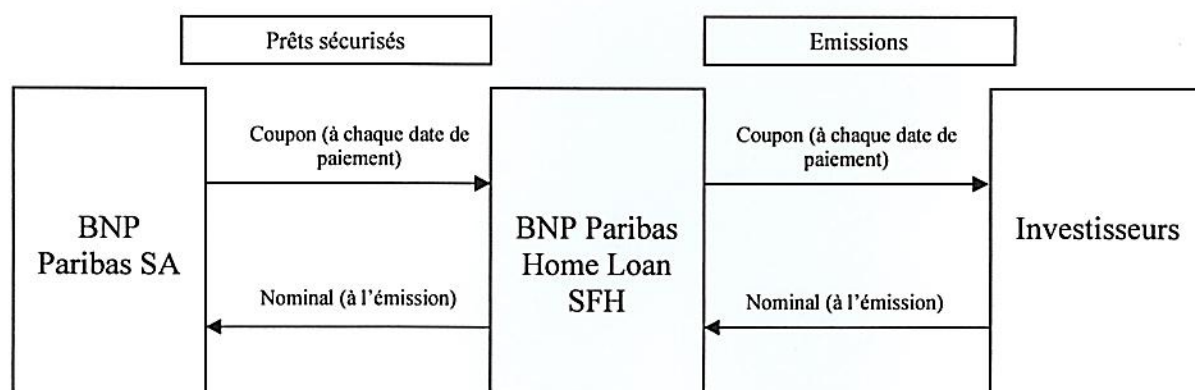 Prêts sécurisés
Emissions
Coupon (à chaque date de
paiement)
Coupon (à chaque date de
paiement)
BNP
Paribas SA
BNP Paribas
Home Loan
SFH
Investisseurs
Nominal (à l'émission)
Nominal (à l'émission)